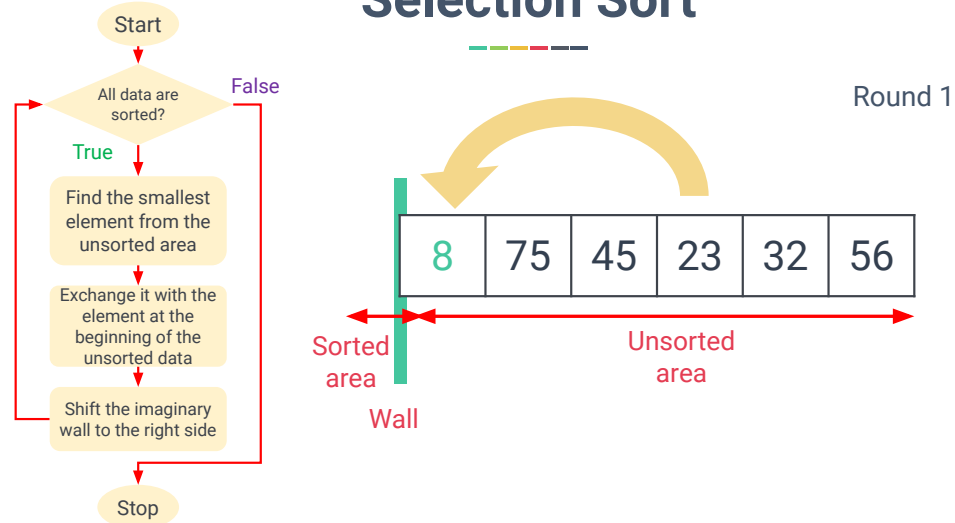 Selection Sort
Start
All data are
sorted?
False
True
Find the smallest
element from the
unsorted area
Exchange it with the
element at the
beginning of the
unsorted data
Shift the imaginary
wall to the right side
Stop
Round 1
8 75 45 23 32 56
Sorted
area
Unsorted
area
Wall